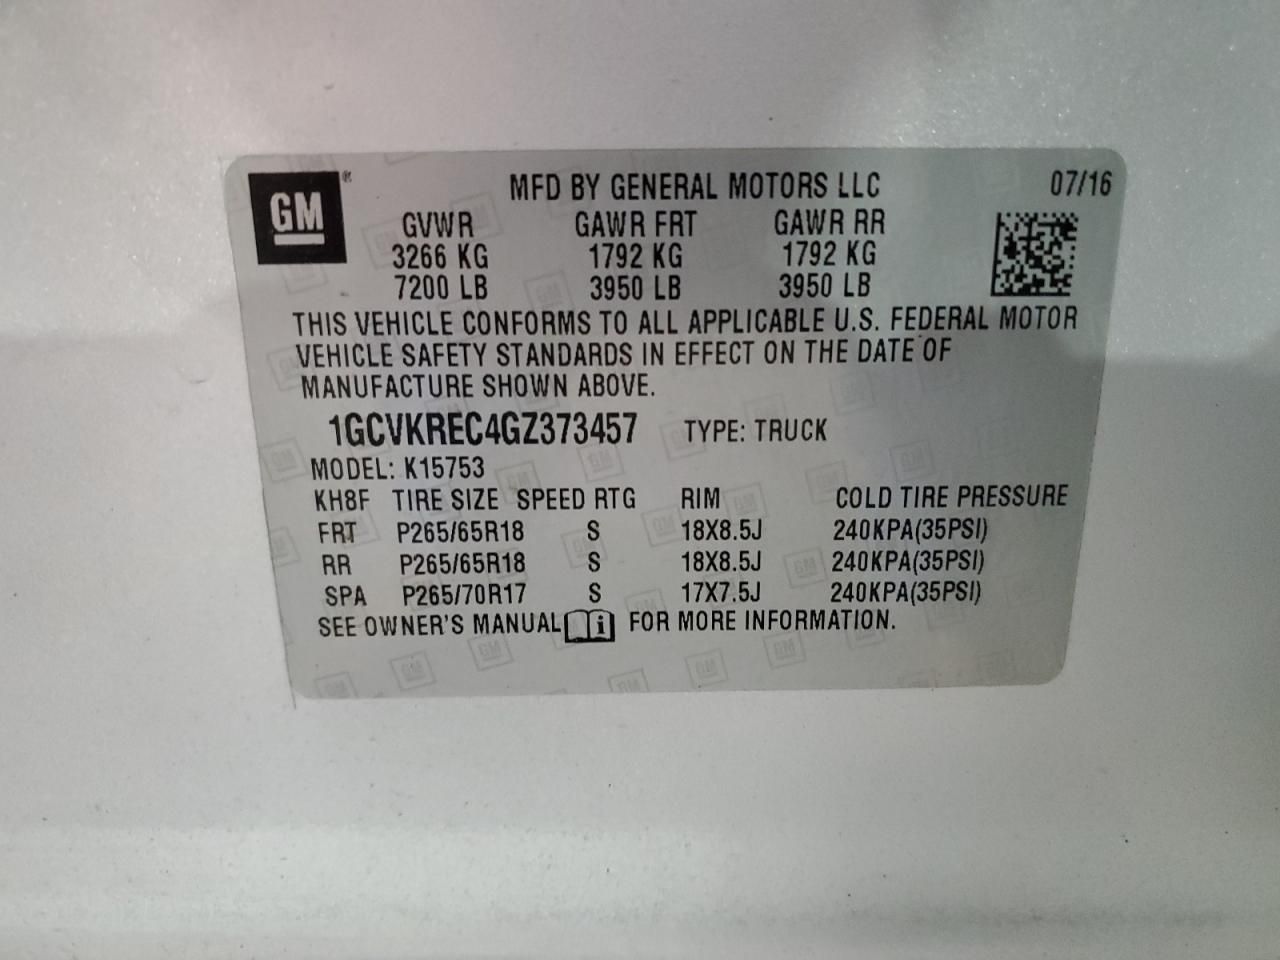 GM ®
MFD BY GENERAL MOTORS LLC 07/16
GVWR GAWR FRT GAWR RR
3266 KG 1792 KG 1792 KG
7200 LB 3950 LB 3950 LB
THIS VEHICLE CONFORMS TO ALL APPLICABLE U.S. FEDERAL MOTOR
VEHICLE SAFETY STANDARDS IN EFFECT ON THE DATE OF
MANUFACTURE SHOWN ABOVE.
1GCVKREC4GZ373457 TYPE: TRUCK
MODEL: K15753
KH8F TIRE SIZE SPEED RTG RIM COLD TIRE PRESSURE
FRT P265/65R18 S 18X8.5J 240KPA(35PSI)
RR P265/65R18 S 18X8.5J 240KPA(35PSI)
SPA P265/70R17 S 17X7.5J 240KPA(35PSI)
SEE OWNER'S MANUAL i FOR MORE INFORMATION.